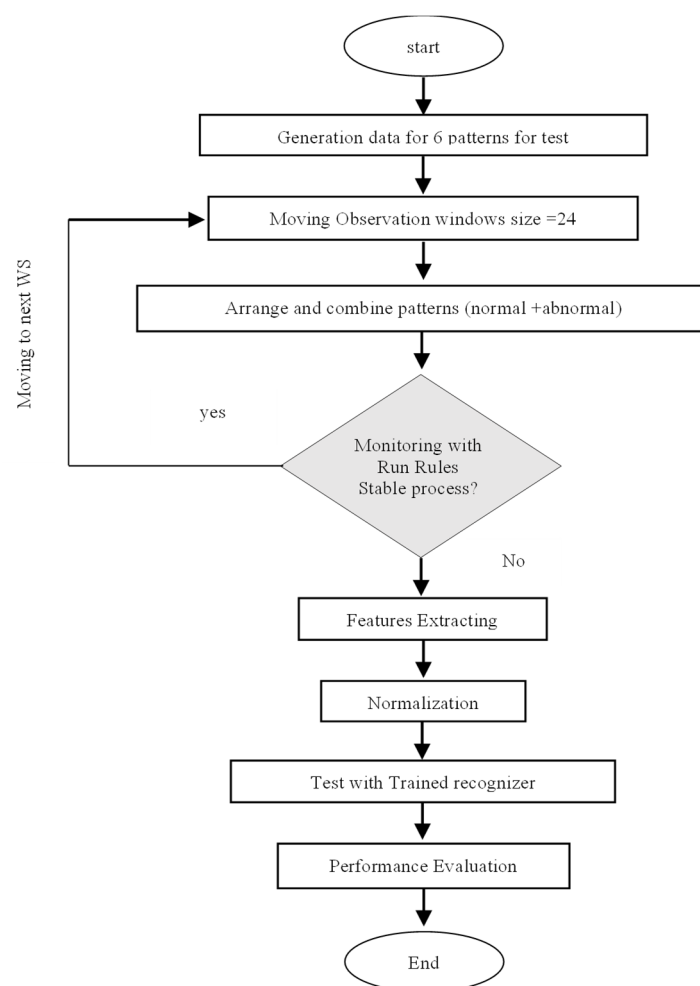 start
Generation data for 6 patterns for test
Moving Observation windows size =24
Arrange and combine patterns (normal +abnormal)
Moving to next WS
yes
Monitoring with
Run Rules
Stable process?
No
Features Extracting
Normalization
Test with Trained recognizer
Performance Evaluation
End